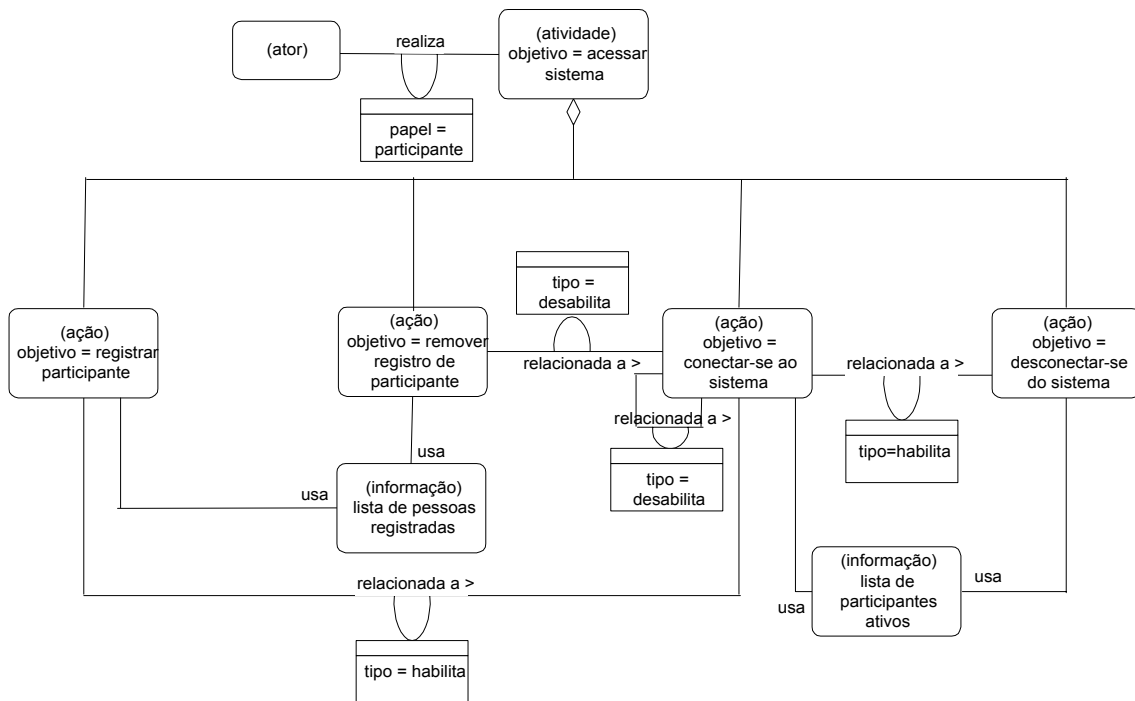 (ator)
realiza
(atividade)
objetivo = acessar
sistema
papel =
participante
tipo =
desabilita
(ação)
objetivo = registrar
participante
(ação)
objetivo = remover
registro de
participante
relacionada a >
(ação)
objetivo =
conectar-se ao
sistema
relacionada a >
(ação)
objetivo =
desconectar-se
do sistema
relacionada a >
tipo =
desabilita
tipo=habilita
usa
usa
(informação)
lista de pessoas
registradas
relacionada a >
tipo = habilita
usa
(informação)
lista de
participantes
ativos
usa